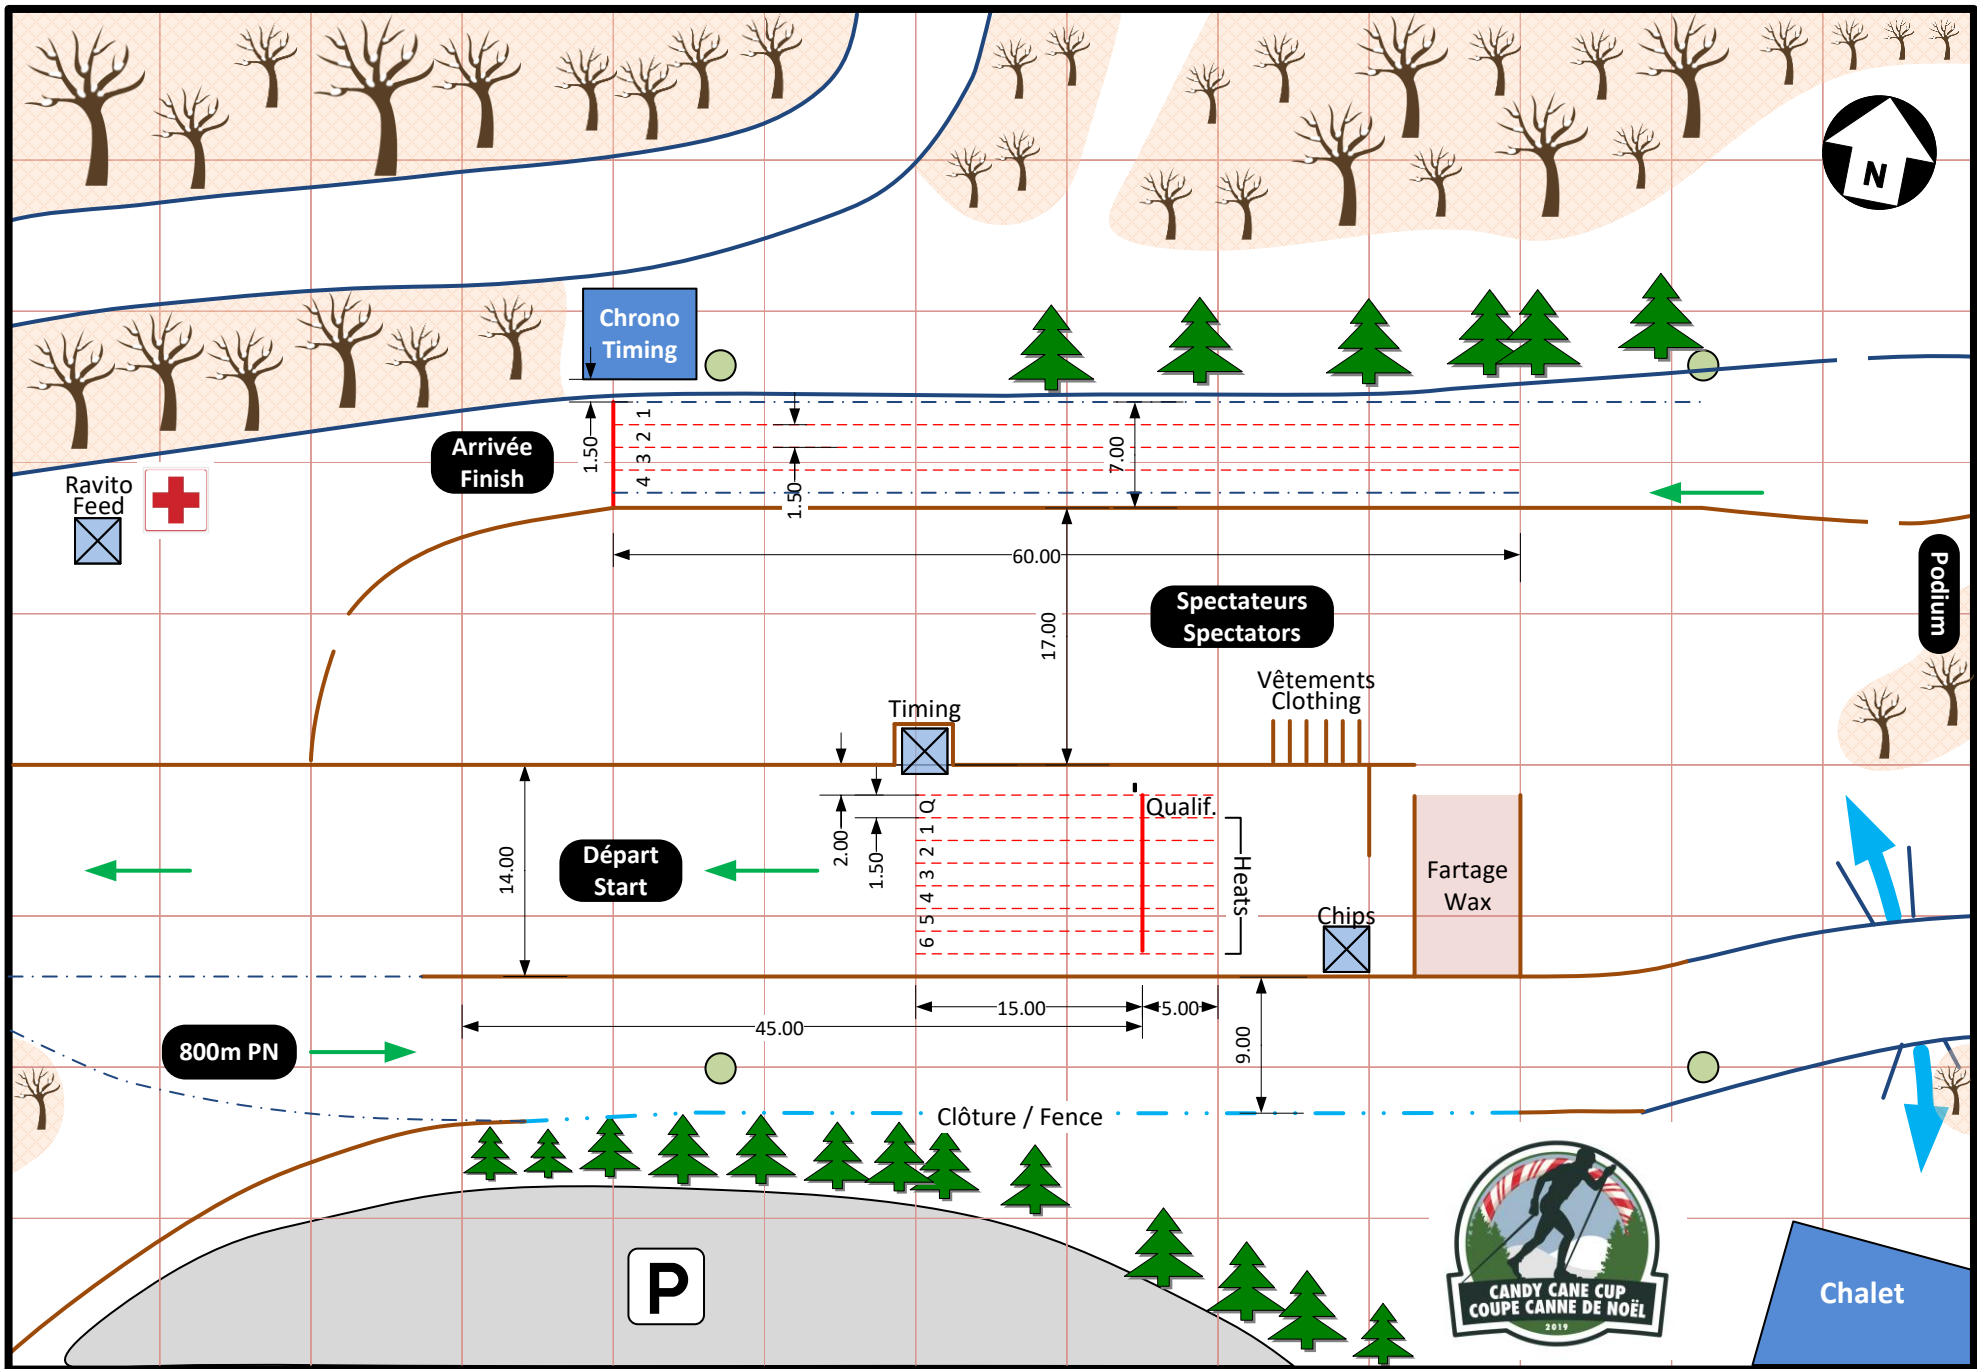 N
Chrono
Timing
1
2
3
4
1.50
1.50
7.00
Arrivée
Finish
Ravito
Feed
60.00
Podium
Spectateurs
Spectators
17.00
Vêtements
Clothing
Timing
Qualif.
Q
1
2
3
4
5
6
2.00
1.50
14.00
Départ
Start
Heats
Fartage
Wax
Chips
15.00
5.00
45.00
9.00
800m PN
Clôture / Fence
P
CANDY CANE CUP
COUPE CANNE DE NOËL
2019
Chalet